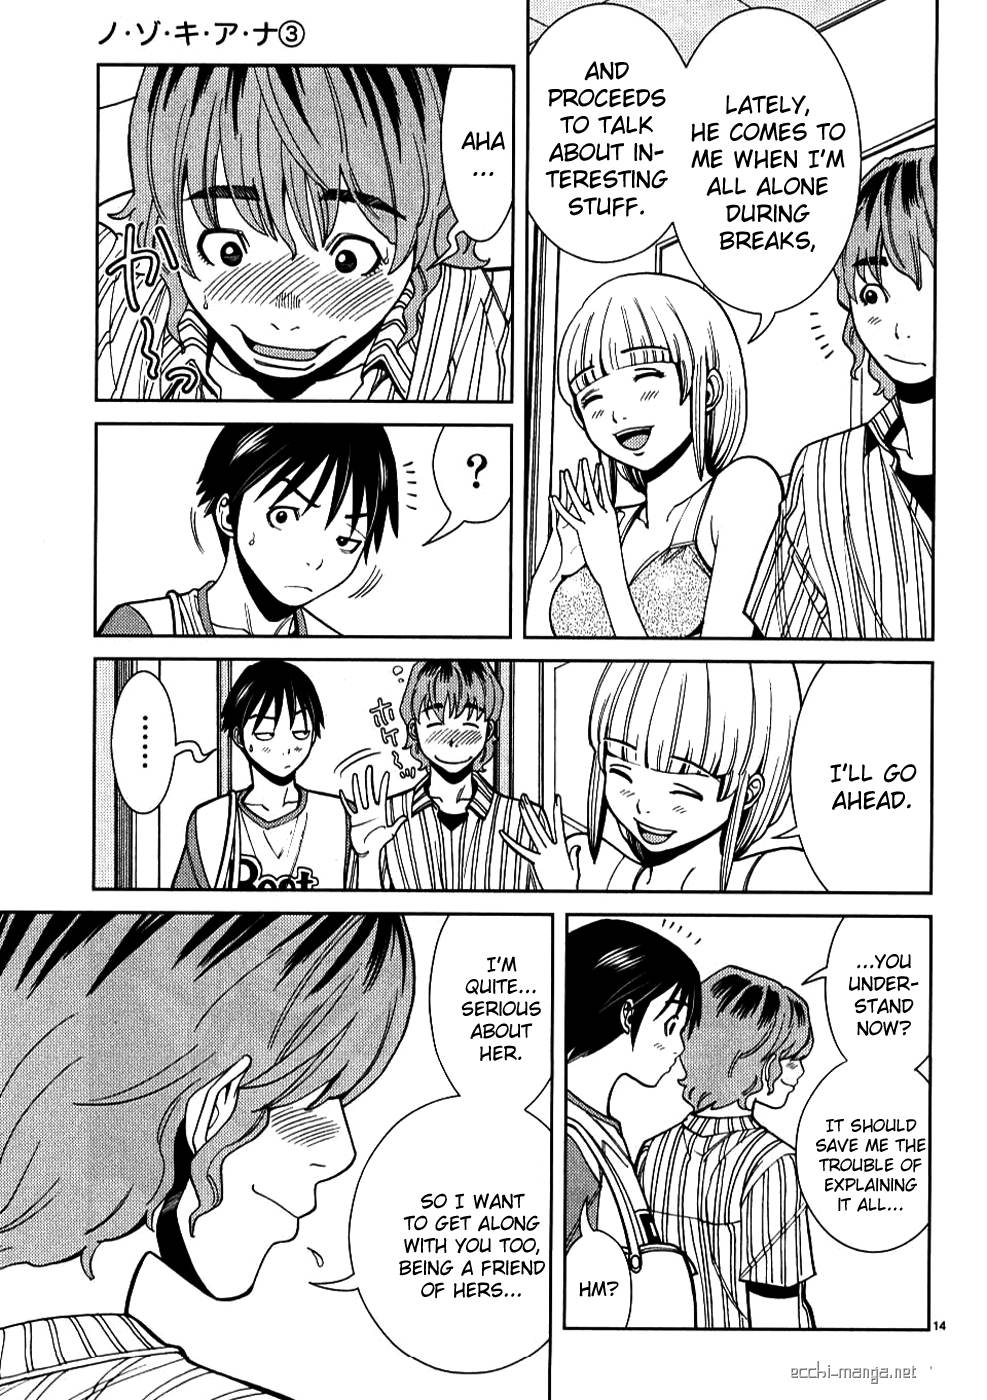 ノ・ゾ・キ・ア・ナ③
LATELY,
HE COMES TO
ME WHEN I'M
ALL ALONE
DURING
BREAKS,
AND
PROCEEDS
TO TALK
ABOUT IN-
TERESTING
STUFF.
AHA
...
?
I'LL GO
AHEAD.
ホケ〜ッ
......
...YOU
UNDER-
STAND
NOW?
IT SHOULD
SAVE ME THE
TROUBLE OF
EXPLAINING
IT ALL...
HM?
I'M
QUITE...
SERIOUS
ABOUT
HER.
SO I WANT
TO GET ALONG
WITH YOU TOO,
BEING A FRIEND
OF HERS...
14
ecchi-manga.net